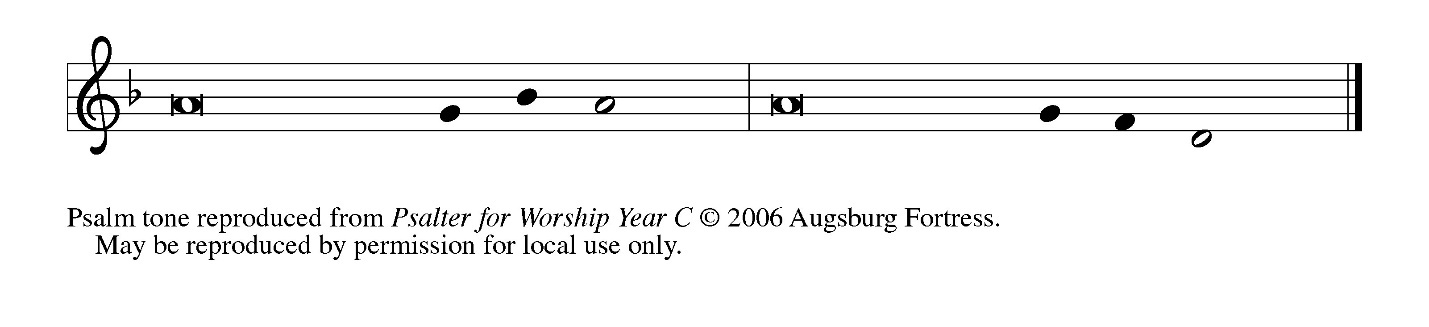 Psalm tone reproduced from Psalter for Worship Year C © 2006 Augsburg Fortress.
May be reproduced by permission for local use only.